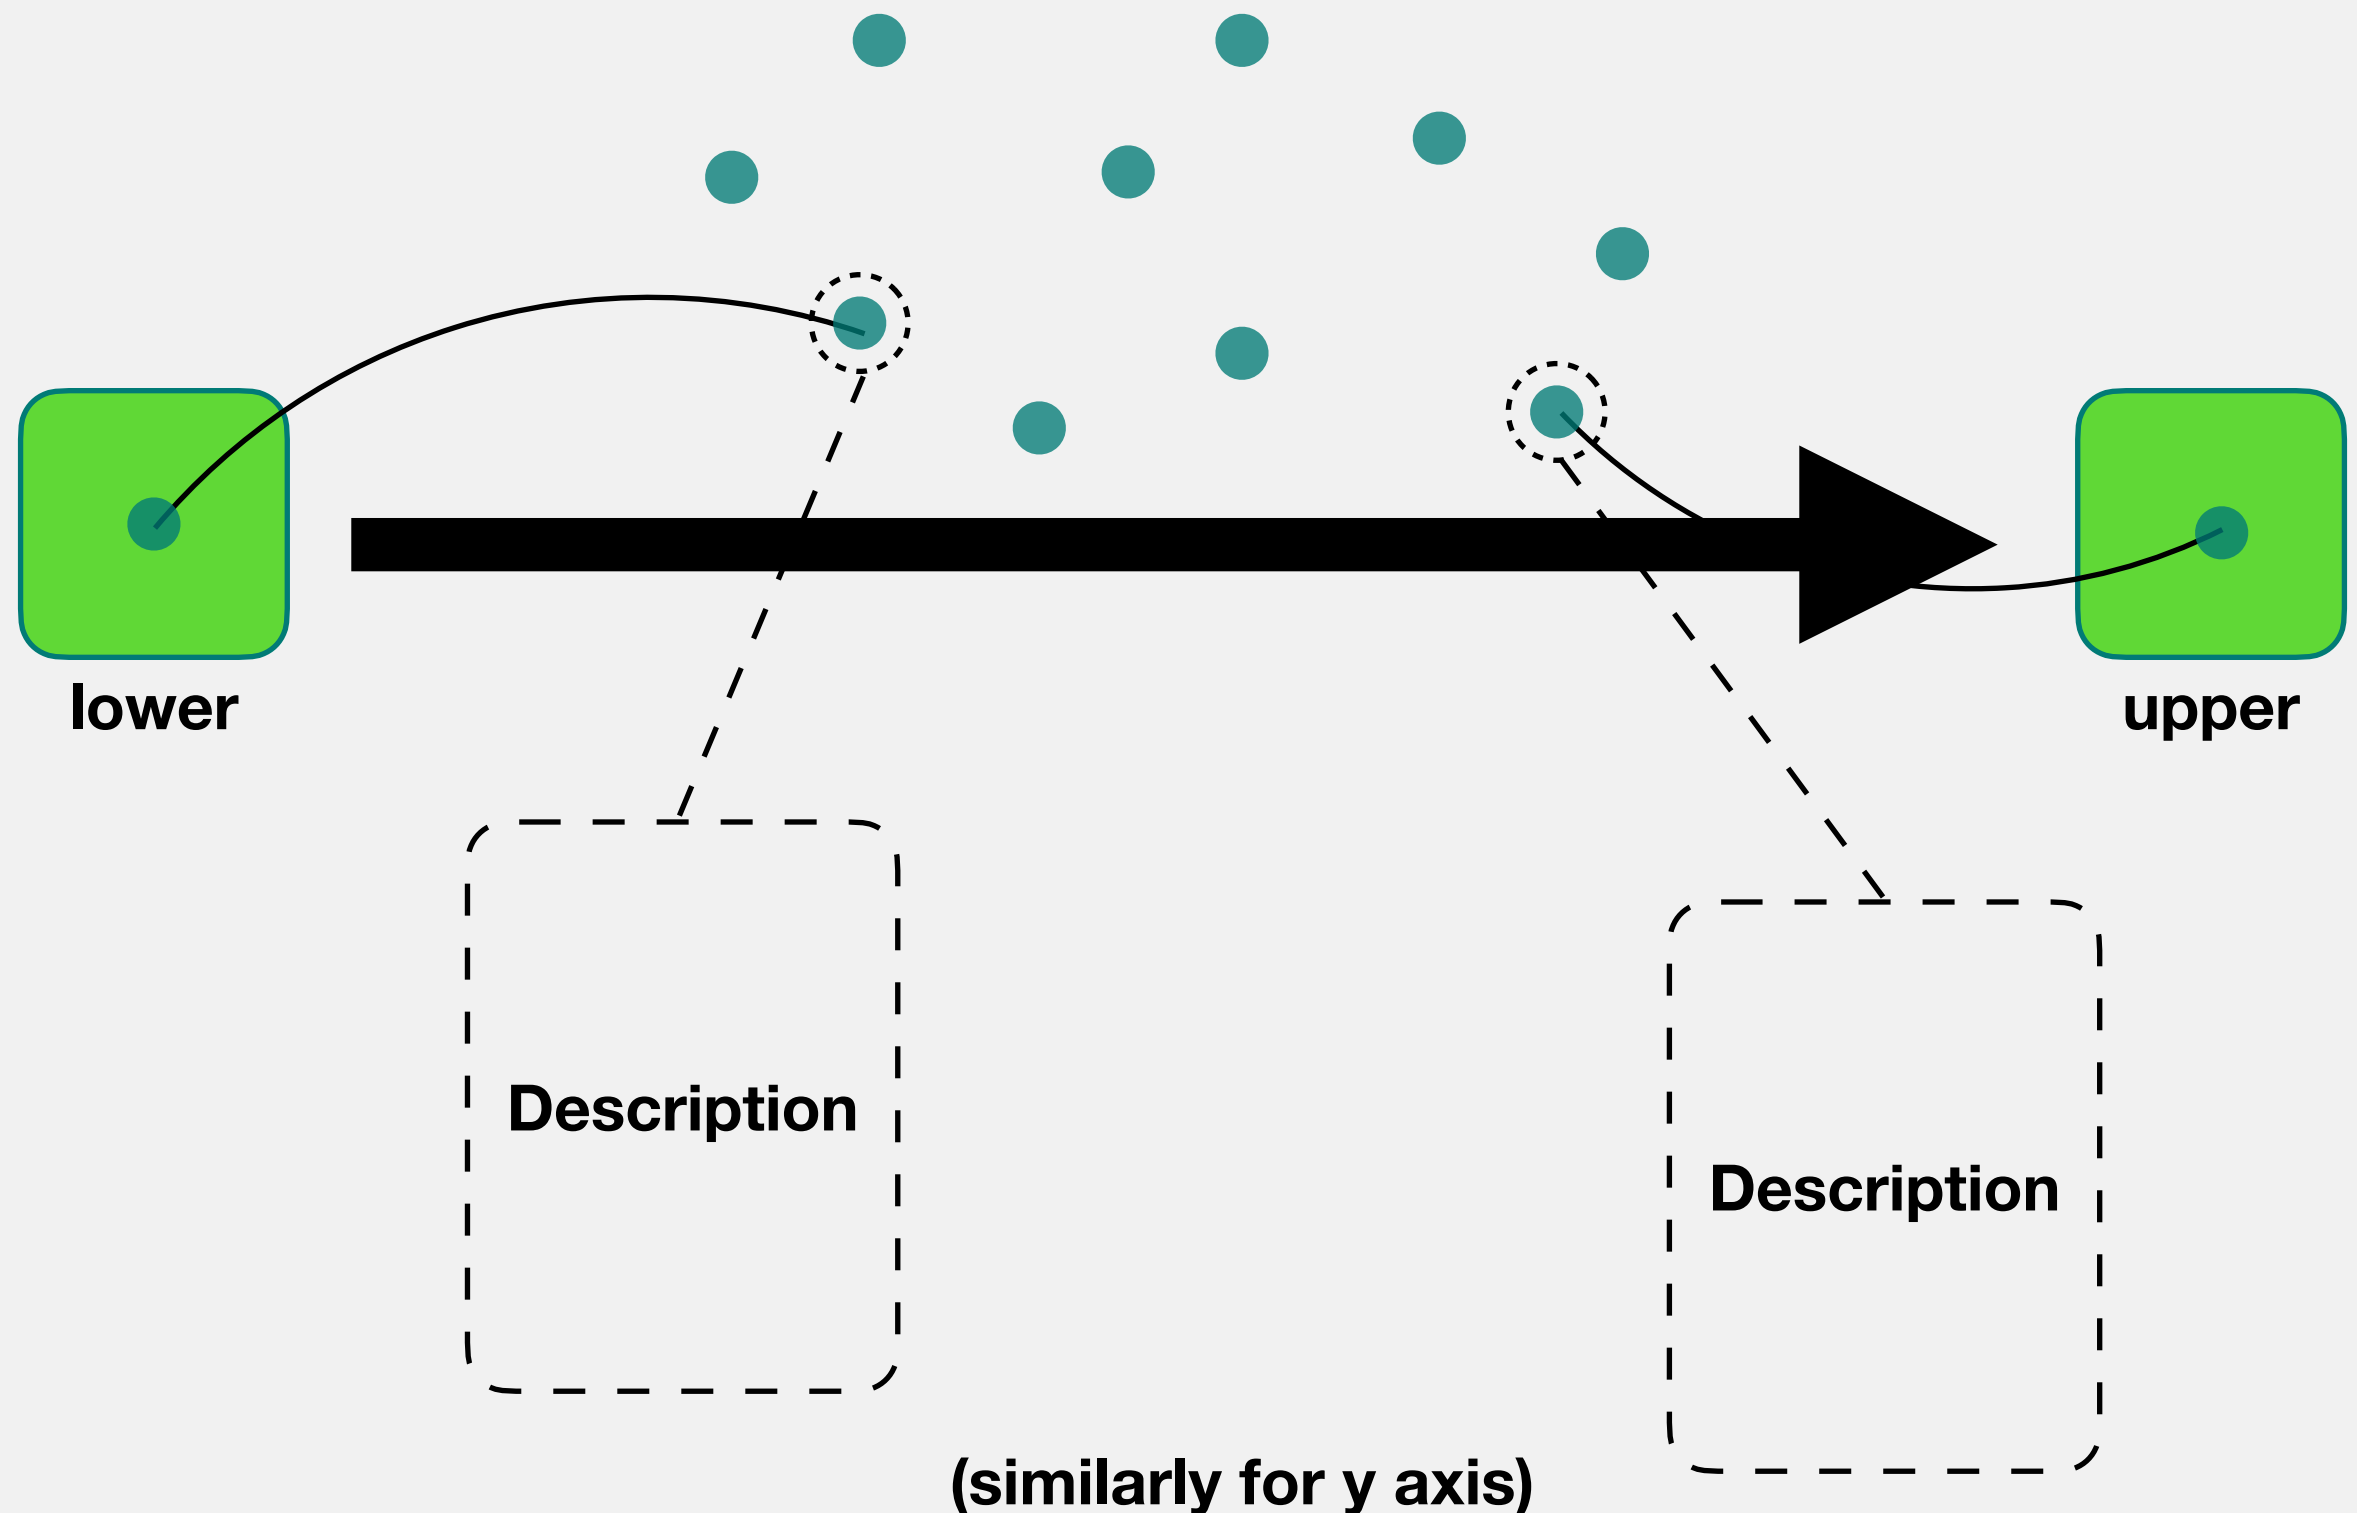 lower
upper
Description
Description
(similarly for y axis)